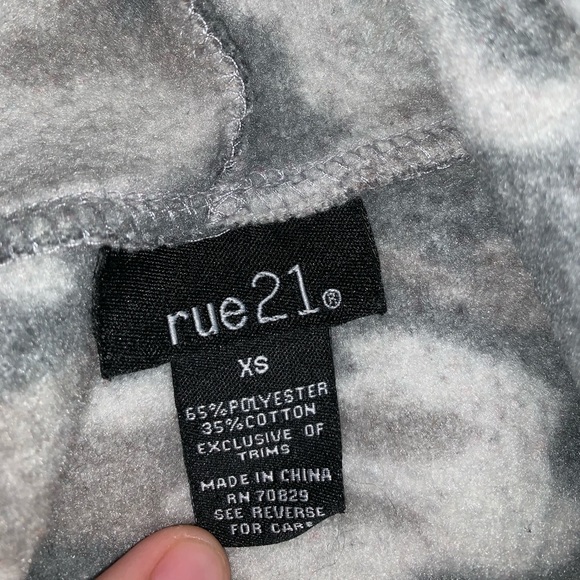 rue21®
XS
65%POLYESTER
35%COTTON
EXCLUSIVE OF
TRIMS
MADE IN CHINA
RN 70829
SEE REVERSE
FOR CARE